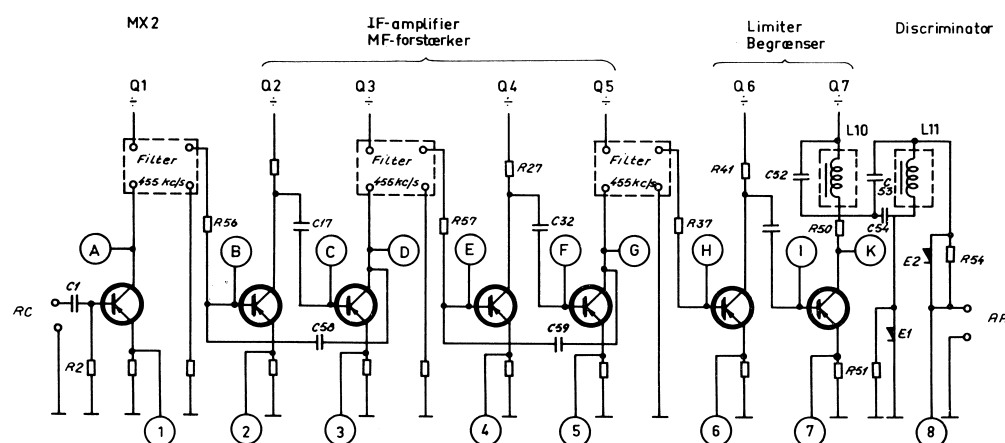 MX2
IF-amplifier
MF-forstærker
Limiter
Begrænser
Discriminator
Q1 Q2 Q3 Q4 Q5 Q6 Q7
÷ ÷ ÷ ÷ ÷ ÷ ÷
L10 L11
Filter
455 kc/s
Filter
455 kc/s
Filter
455 kc/s
R27
R41
C52
C
53
C54
R56
C17
R57
C32
R37
R50
A
B
C
D
E
F
G
H
I
K
E2
R54
RC
C1
C58
C59
E1
R2
R51
1
2
3
4
5
6
7
8